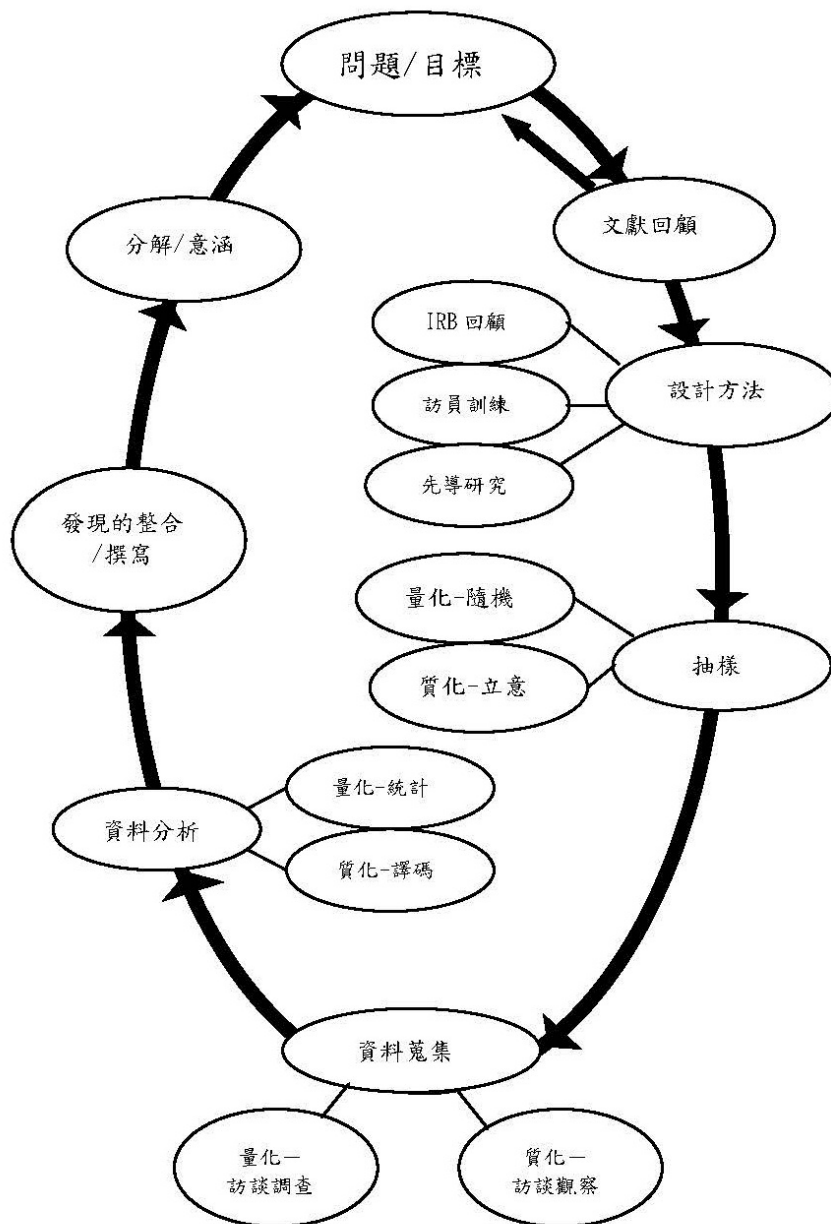 問題/目標
文獻回顧
分解/意涵
IRB回顧
設計方法
訪員訓練
先導研究
發現的整合
/撰寫
量化-隨機
抽樣
質化-立意
量化-統計
資料分析
質化-譯碼
資料蒐集
量化—
訪談調查
質化—
訪談觀察